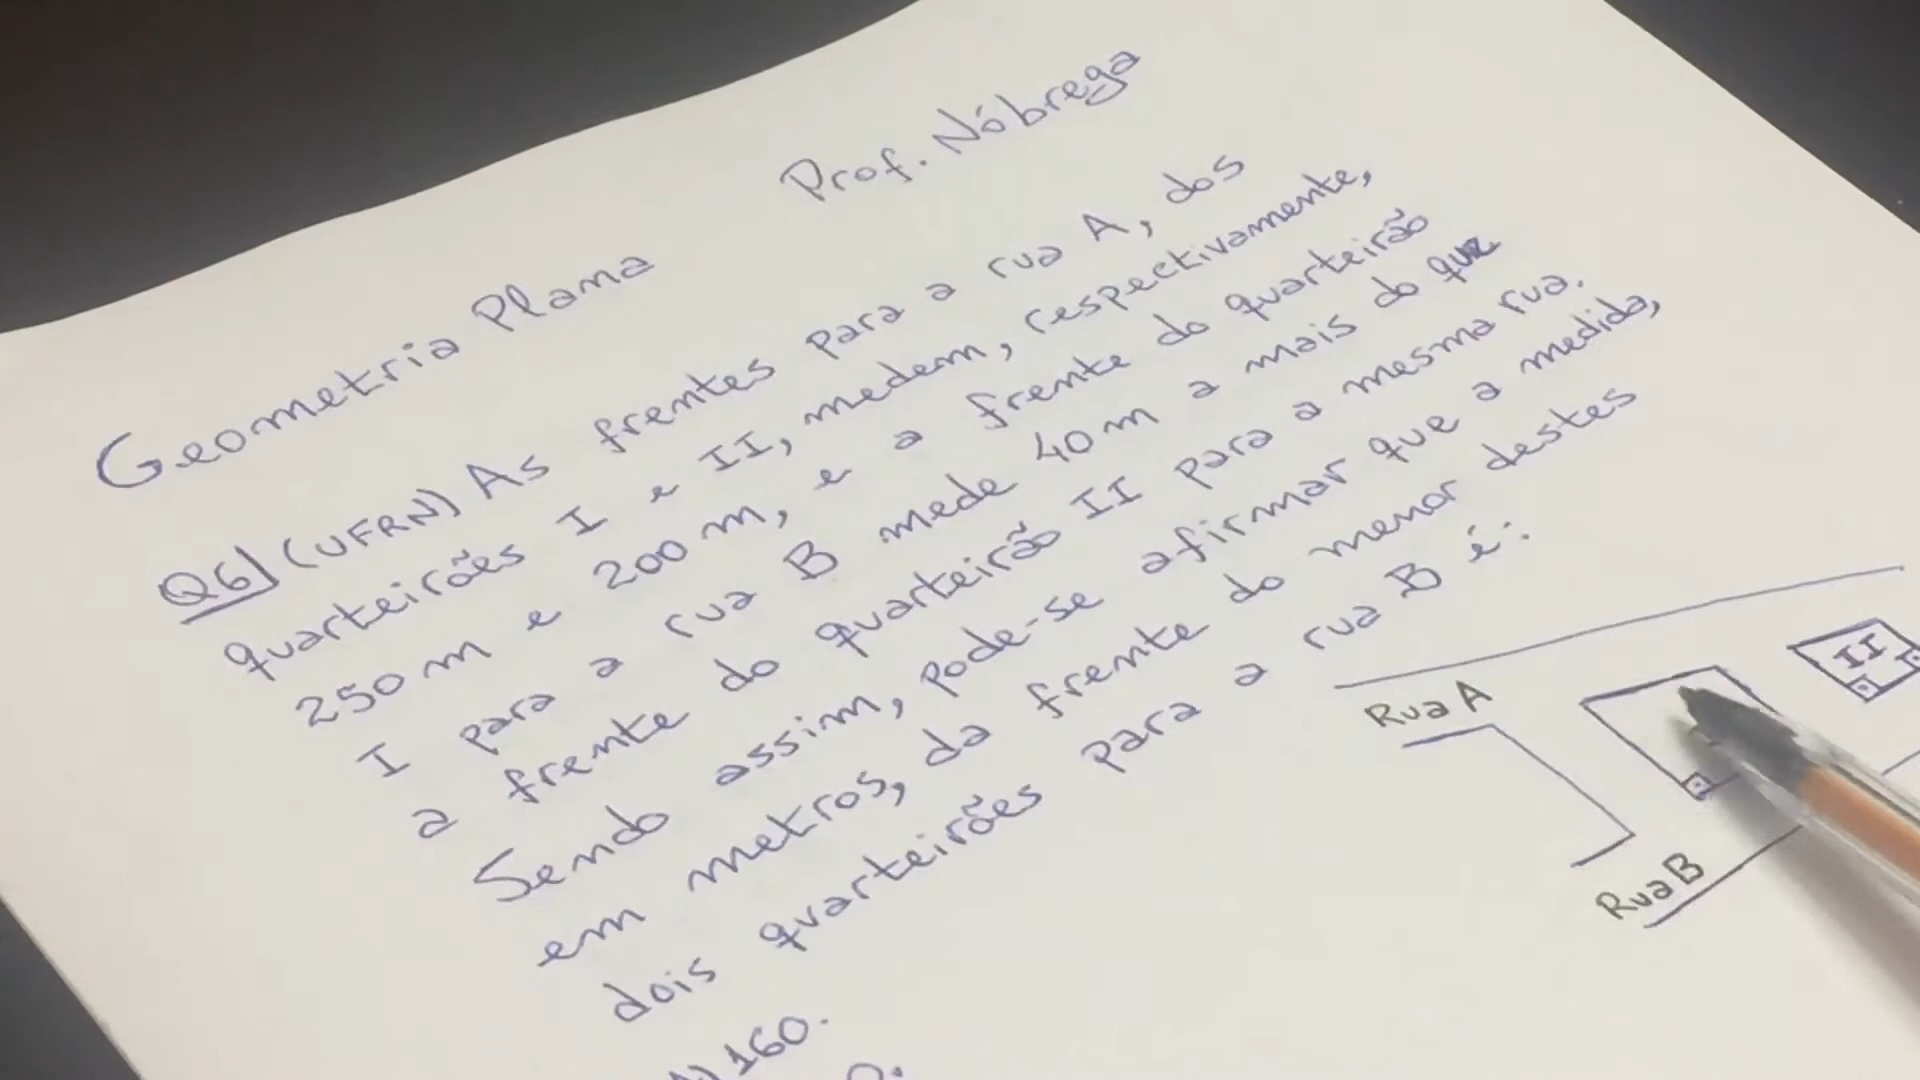 Geometria Plana
Prof. Nóbrega
Q6) (UFRN) As frentes para a rua A, dos
quarteirões I e II, medem, respectivamente,
250 m e 200 m, e a frente do quarteirão
I para a rua B mede 40 m a mais do que
a frente do quarteirão II para a mesma rua.
Sendo assim, pode-se afirmar que a medida,
em metros, da frente do menor destes
dois quarteirões para a rua B é:
A) 160.
Rua A
II
Rua B